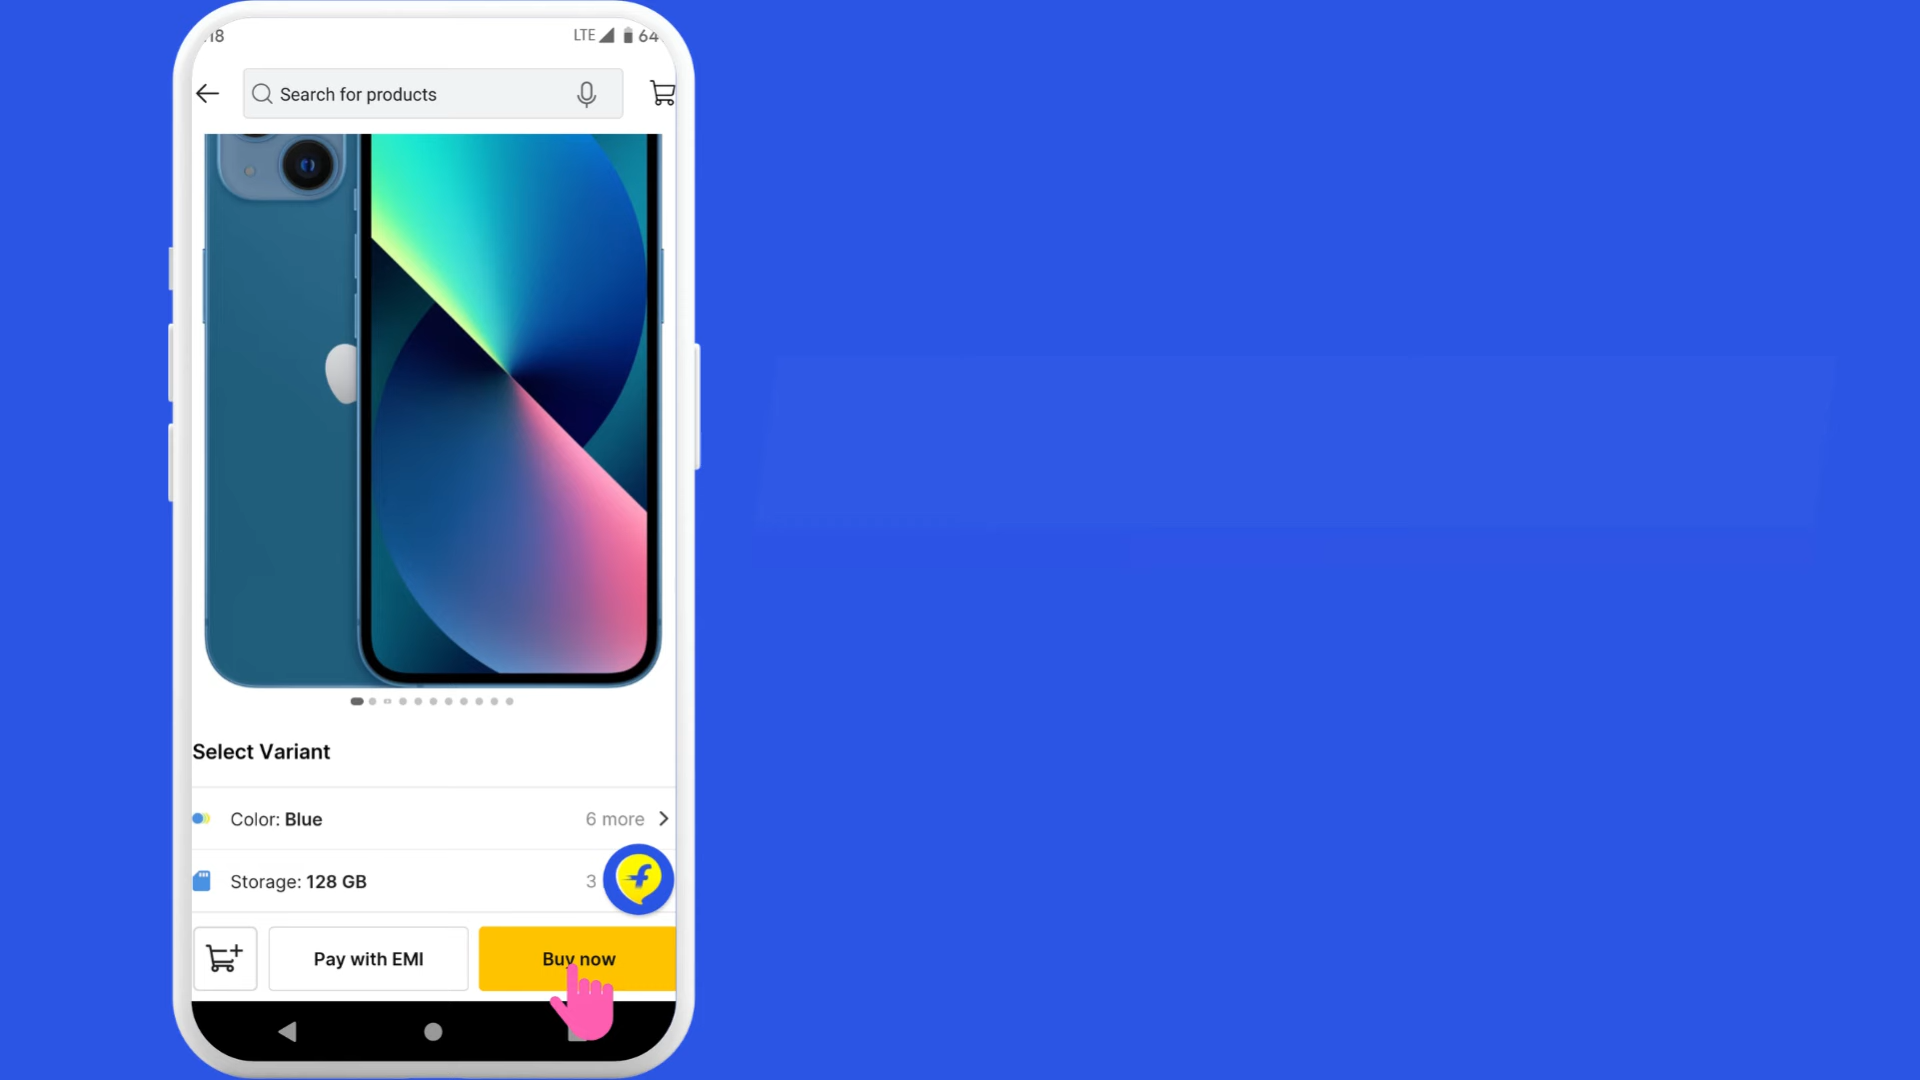 :18
LTE 64
Search for products
Select Variant
Color: Blue
6 more
Storage: 128 GB
3
Pay with EMI
Buy now